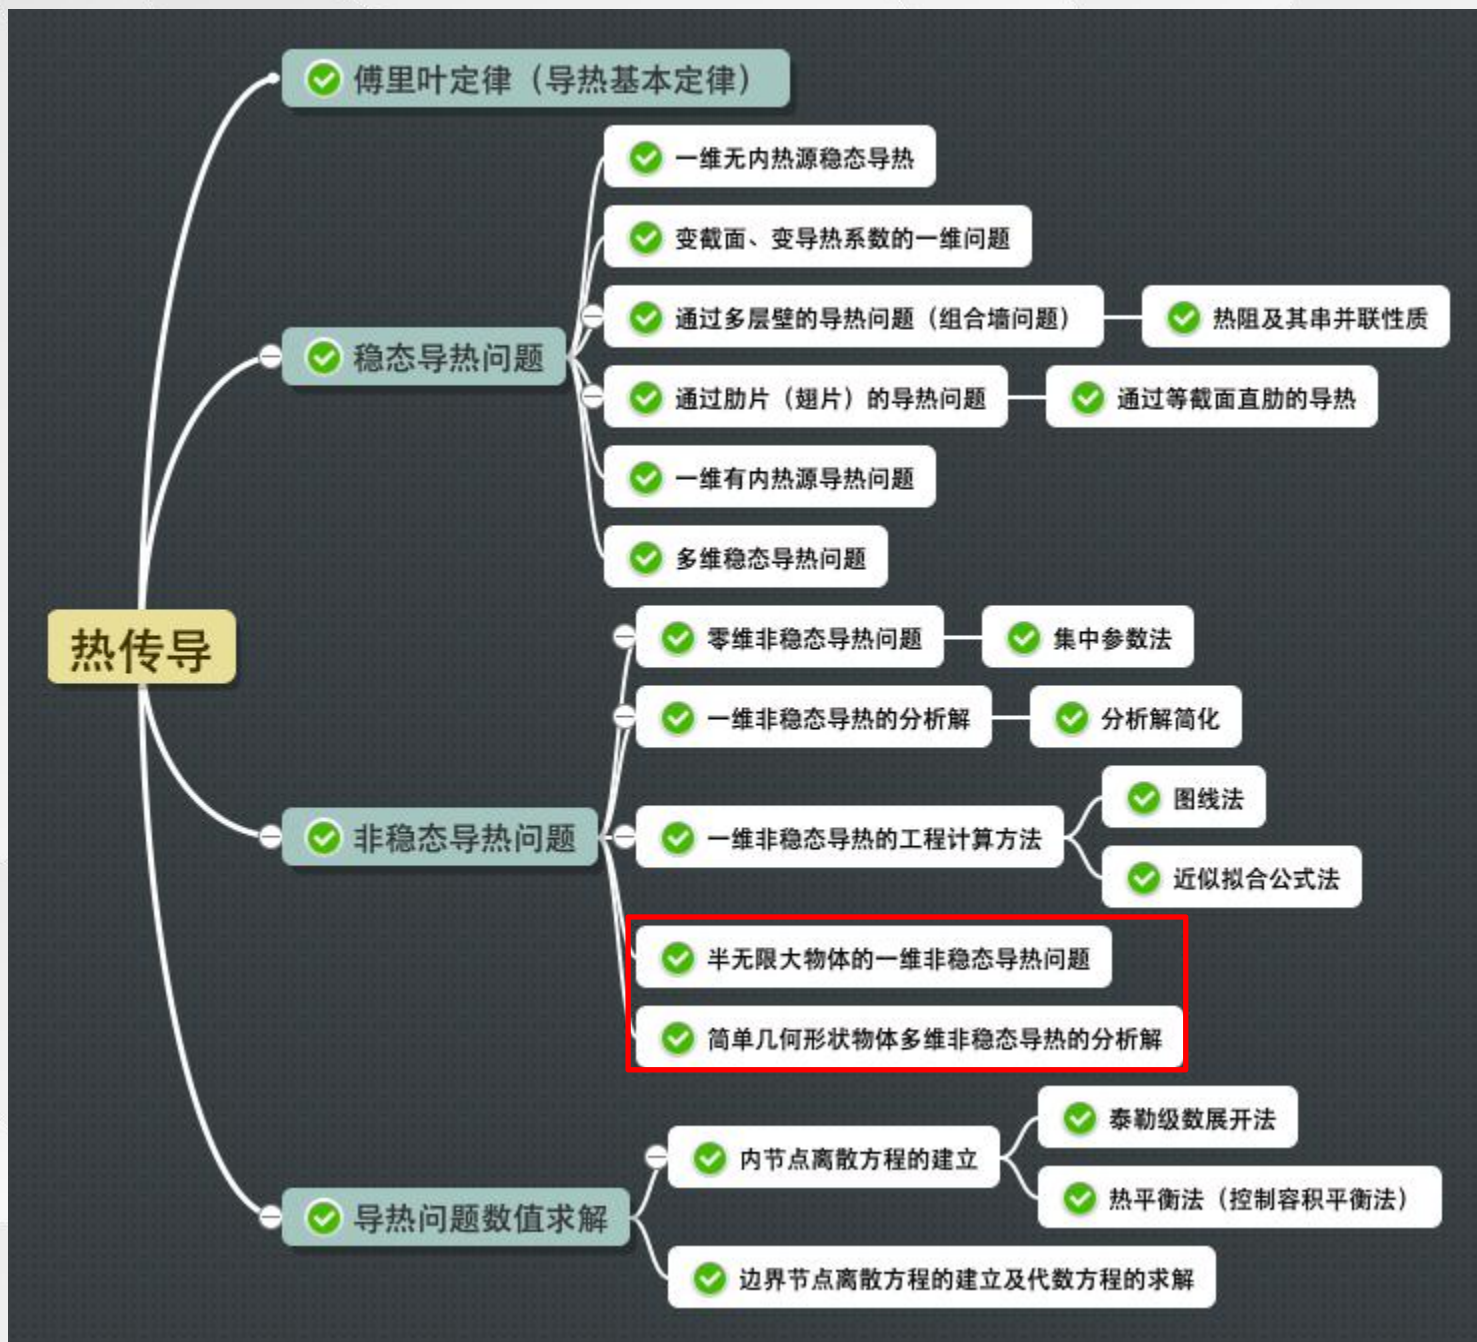 傅里叶定律（导热基本定律）
一维无内热源稳态导热
变截面、变导热系数的一维问题
通过多层壁的导热问题（组合墙问题）
热阻及其串并联性质
稳态导热问题
通过肋片（翅片）的导热问题
通过等截面直肋的导热
一维有内热源导热问题
多维稳态导热问题
热传导
零维非稳态导热问题
集中参数法
一维非稳态导热的分析解
分析解简化
图线法
非稳态导热问题
一维非稳态导热的工程计算方法
近似拟合公式法
半无限大物体的一维非稳态导热问题
简单几何形状物体多维非稳态导热的分析解
泰勒级数展开法
内节点离散方程的建立
热平衡法（控制容积平衡法）
导热问题数值求解
边界节点离散方程的建立及代数方程的求解